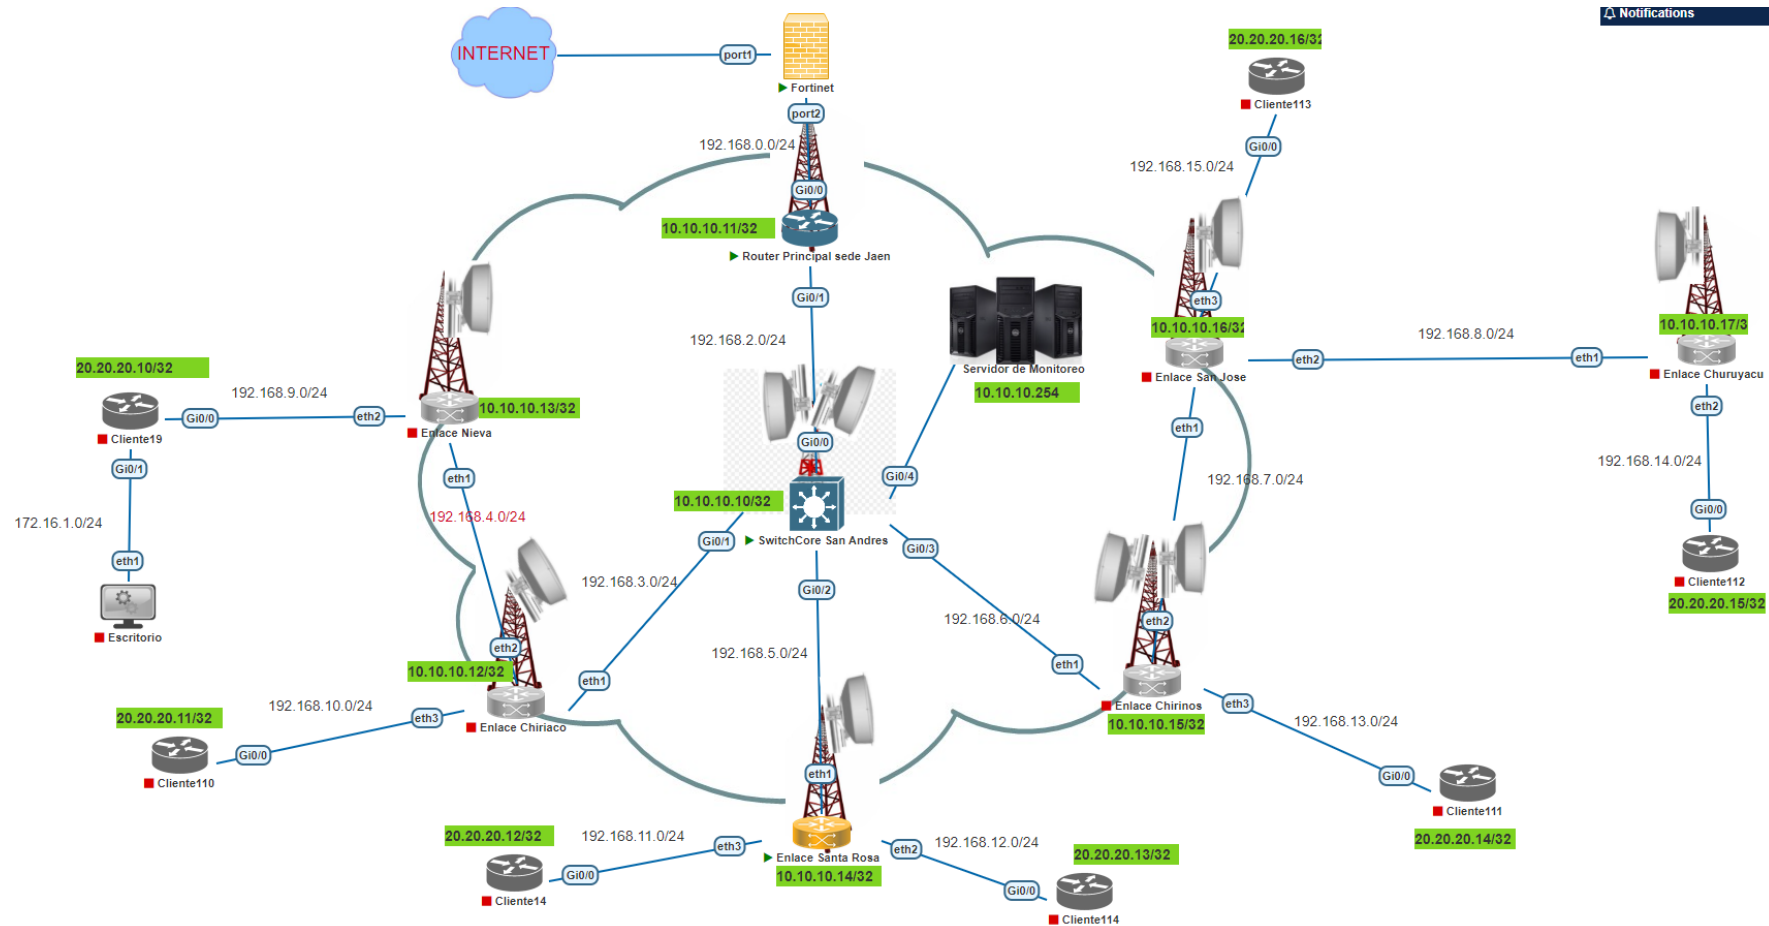 Notifications
INTERNET
port1
Fortinet
port2
192.168.0.0/24
Gi0/0
10.10.10.11/32
Router Principal sede Jaen
Gi0/1
192.168.2.0/24
20.20.20.16/32
Cliente113
Gi0/0
192.168.15.0/24
eth3
10.10.10.16/32
Enlace San Jose
eth2
192.168.8.0/24
eth1
10.10.10.17/3
Enlace Churuyacu
eth2
192.168.14.0/24
Gi0/0
Cliente112
20.20.20.15/32
Servidor de Monitoreo
10.10.10.254
Gi0/4
20.20.20.10/32
192.168.9.0/24
Gi0/0
eth2
Cliente19
10.10.10.13/32
Enlace Nieva
Gi0/1
172.16.1.0/24
eth1
Escritorio
eth1
192.168.4.0/24
eth2
Gi0/0
10.10.10.10/32
SwitchCore San Andres
Gi0/1
192.168.3.0/24
eth1
Gi0/2
192.168.5.0/24
Gi0/3
192.168.6.0/24
eth1
eth1
192.168.7.0/24
eth2
Enlace Chirinos
10.10.10.15/32
eth3
192.168.13.0/24
Gi0/0
Cliente111
20.20.20.14/32
10.10.10.12/32
Enlace Chiriaco
eth3
192.168.10.0/24
20.20.20.11/32
Gi0/0
Cliente110
eth1
Enlace Santa Rosa
10.10.10.14/32
eth3
192.168.11.0/24
20.20.20.12/32
Gi0/0
Cliente14
eth2
192.168.12.0/24
20.20.20.13/32
Gi0/0
Cliente114